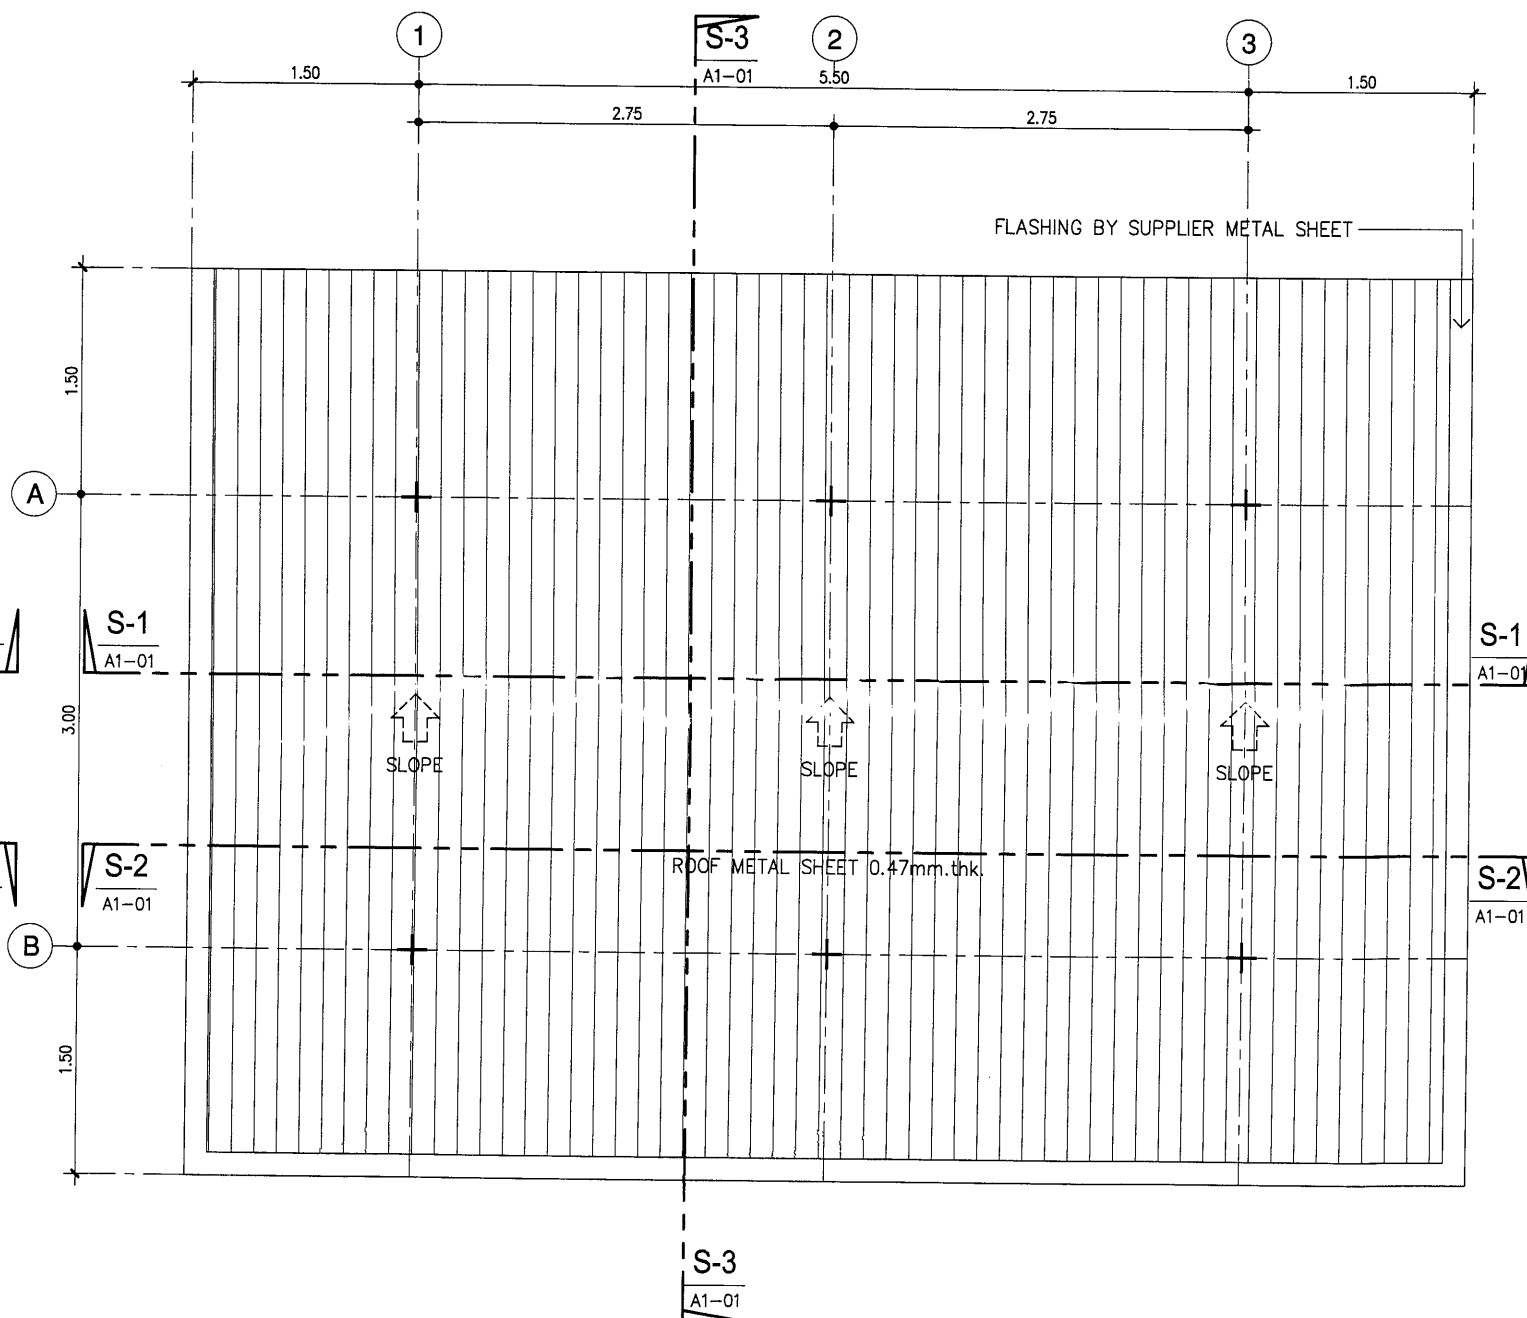 1
S-3
A1-01
2
3
1.50
5.50
1.50
2.75
2.75
FLASHING BY SUPPLIER METAL SHEET
1.50
A
S-1
A1-01
S-1
A1-01
3.00
SLOPE
SLOPE
SLOPE
ROOF METAL SHEET 0.47mm.thk.
S-2
A1-01
S-2
A1-01
B
1.50
S-3
A1-01